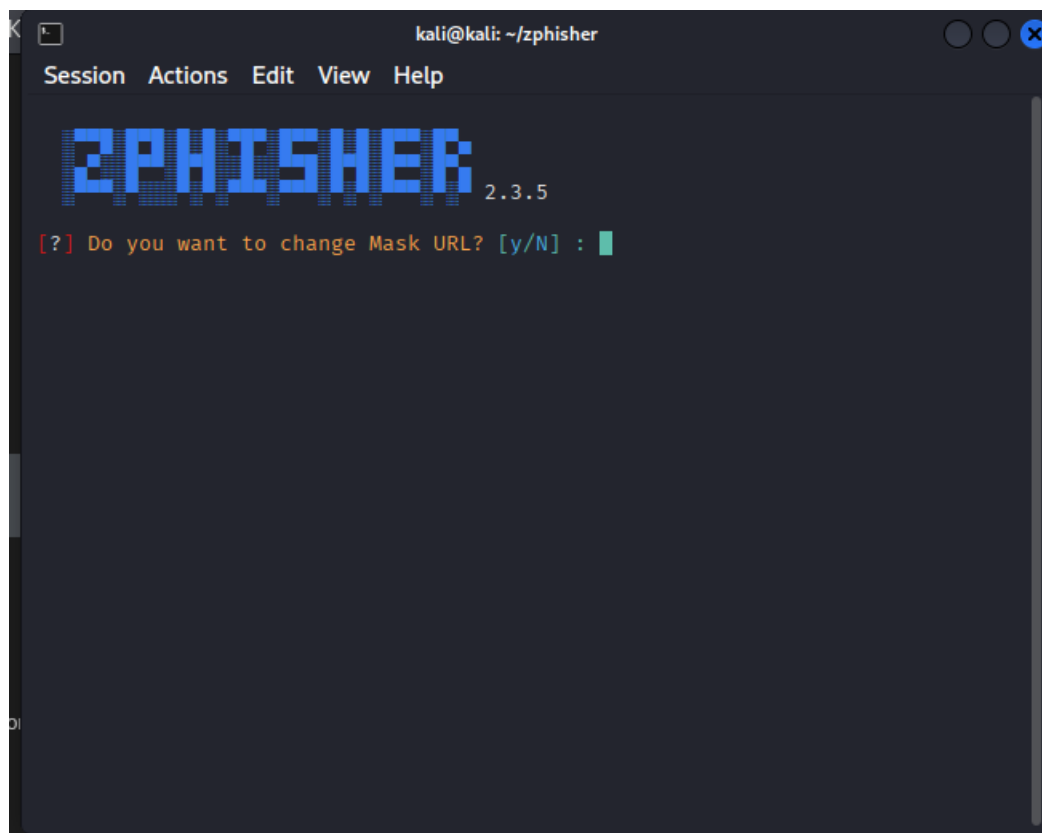 K
kali@kali: ~/zphisher
Session Actions Edit View Help
ZPHISHER 2.3.5
[?] Do you want to change Mask URL? [y/N] :